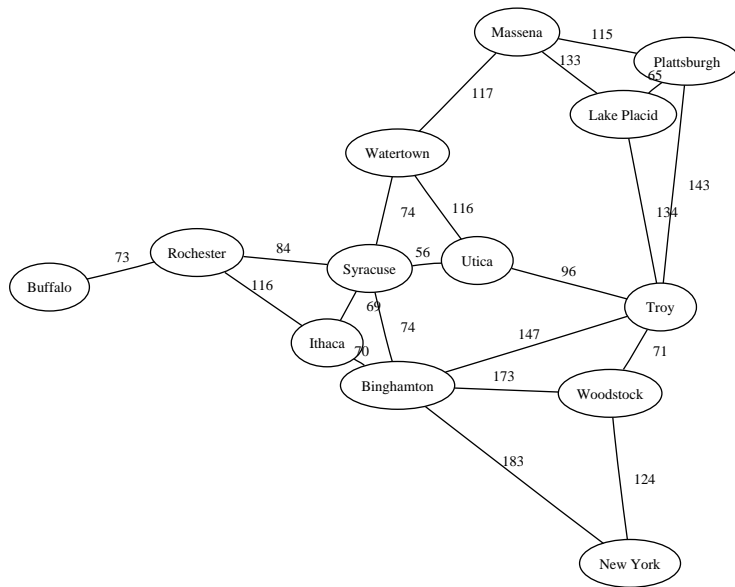 Massena
115
Plattsburgh
133
65
Lake Placid
117
Watertown
143
74
116
134
Rochester
84
56
Utica
73
Syracuse
96
Buffalo
116
69
Troy
74
147
Ithaca
70
71
Binghamton
173
Woodstock
183
124
New York